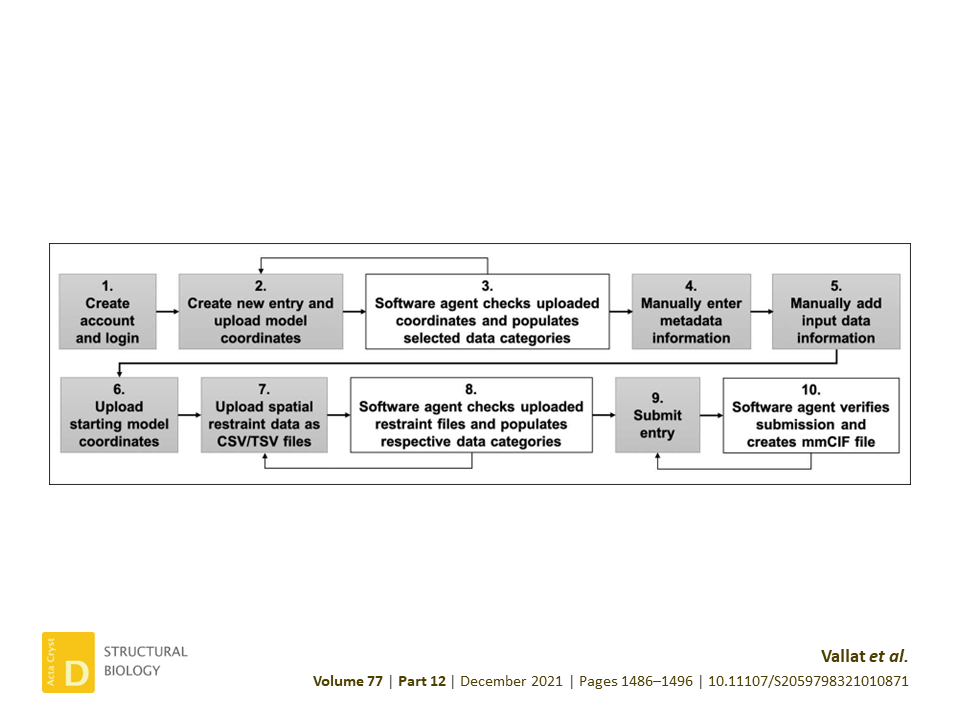 1.
Create
account
and login
2.
Create new entry and
upload model
coordinates
3.
Software agent checks uploaded
coordinates and populates
selected data categories
4.
Manually enter
metadata
information
5.
Manually add
input data
information
6.
Upload
starting model
coordinates
7.
Upload spatial
restraint data as
CSV/TSV files
8.
Software agent checks uploaded
restraint files and populates
respective data categories
9.
Submit
entry
10.
Software agent verifies
submission and
creates mmCIF file
Acta Cryst
D
STRUCTURAL
BIOLOGY
Vallat et al.
Volume 77 | Part 12 | December 2021 | Pages 1486–1496 | 10.11107/S2059798321010871